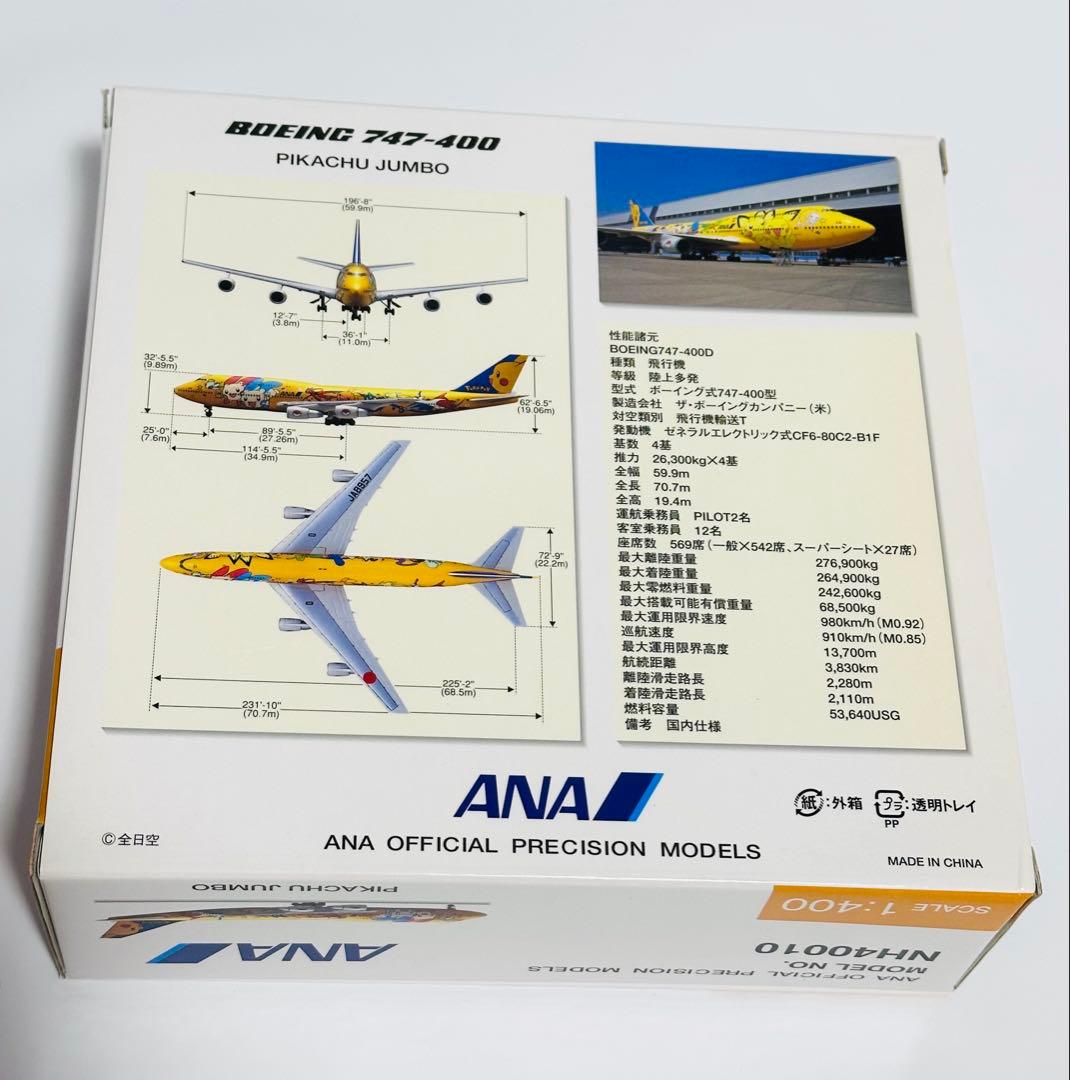 BOEING 747-400
PIKACHU JUMBO
196'-8"
(59.9m)
12'-7"
(3.8m)
36'-1"
(11.0m)
32'-5.5"
(9.89m)
62'-6.5"
(19.06m)
25'-0"
(7.6m)
89'-5.5"
(27.26m)
114'-5.5"
(34.9m)
JA8957
72'-9"
(22.2m)
225'-2"
(68.5m)
231'-10"
(70.7m)
性能諸元
BOEING747-400D
種類 飛行機
等級 陸上多発
型式 ボーイング式747-400型
製造会社 ザ・ボーイングカンパニー(米)
対空類別 飛行機輸送T
発動機 ゼネラルエレクトリック式CF6-80C2-B1F
基数 4基
推力 26,300kg×4基
全幅 59.9m
全長 70.7m
全高 19.4m
運航乗務員 PILOT2名
客室乗務員 12名
座席数 569席(一般×542席、スーパーシート×27席)
最大離陸重量 276,900kg
最大着陸重量 264,900kg
最大零燃料重量 242,600kg
最大搭載可能有償重量 68,500kg
最大運用限界速度 980km/h(M0.92)
巡航速度 910km/h(M0.85)
最大運用限界高度 13,700m
航続距離 3,830km
離陸滑走路長 2,280m
着陸滑走路長 2,110m
燃料容量 53,640USG
備考 国内仕様
ANA
ANA OFFICIAL PRECISION MODELS
©全日空
紙:外箱 プラ:透明トレイ
PP
MADE IN CHINA
SCALE 1:400
ANA OFFICIAL PRECISION MODELS
MODEL NO.
NH40010
ANA
PIKACHU JUMBO